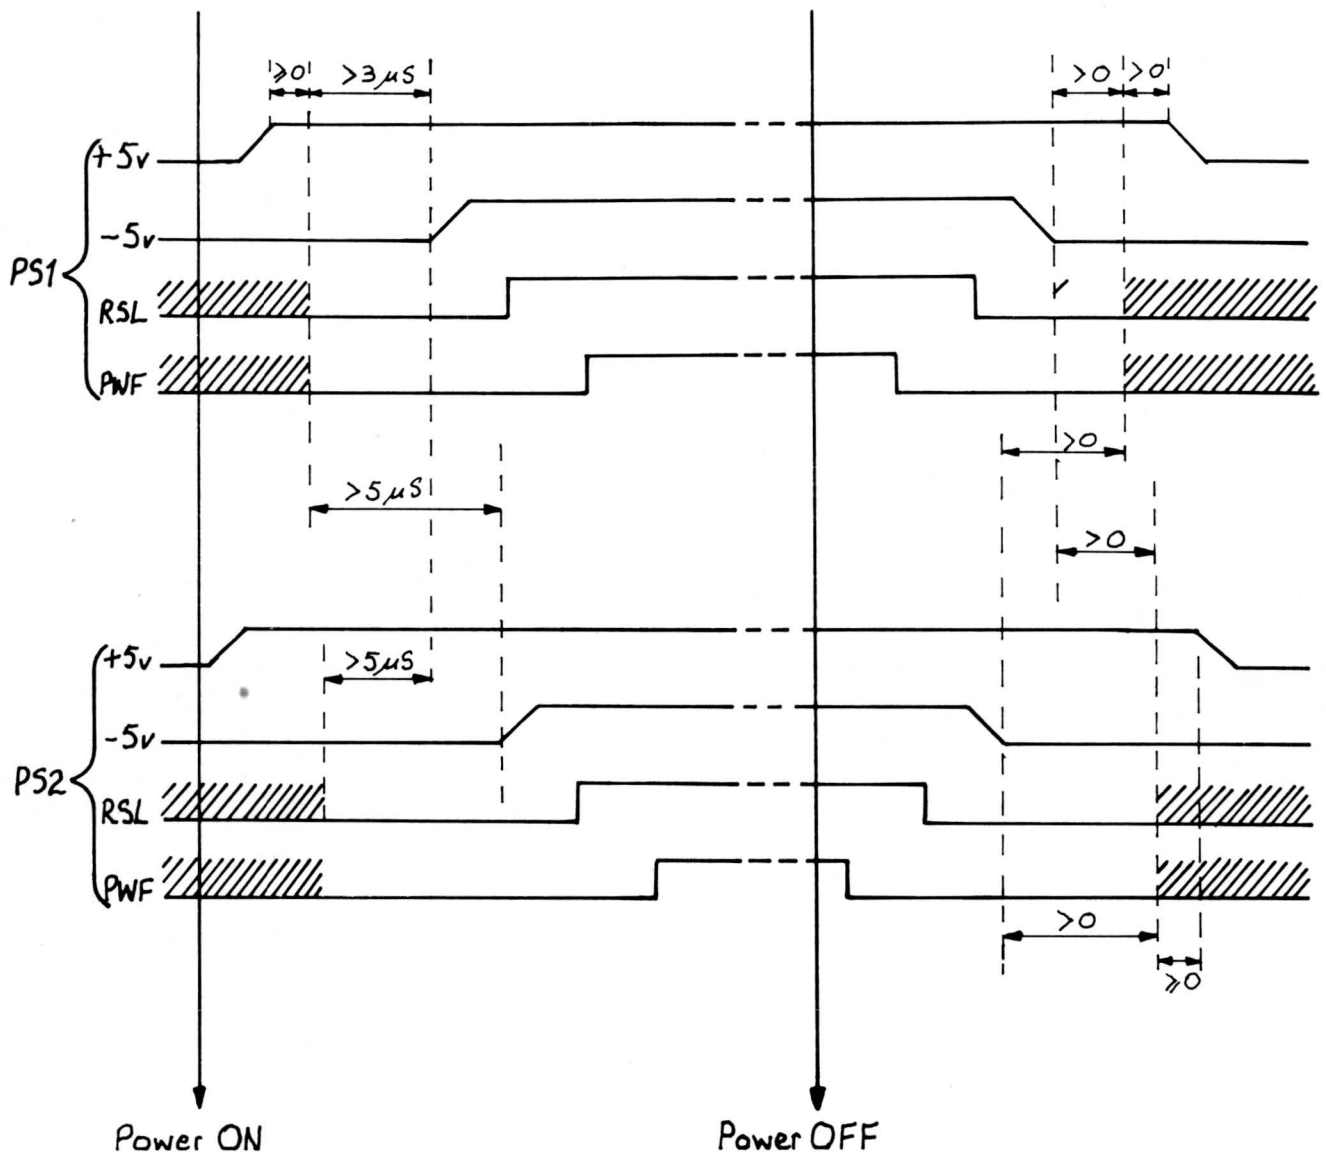 ≥0 >3μS >0 >0
+5v
-5v
PS1
RSL
PWF
>0
>5μS
>0
+5v
>5μS
-5v
PS2
RSL
PWF
>0
≥0
Power ON Power OFF